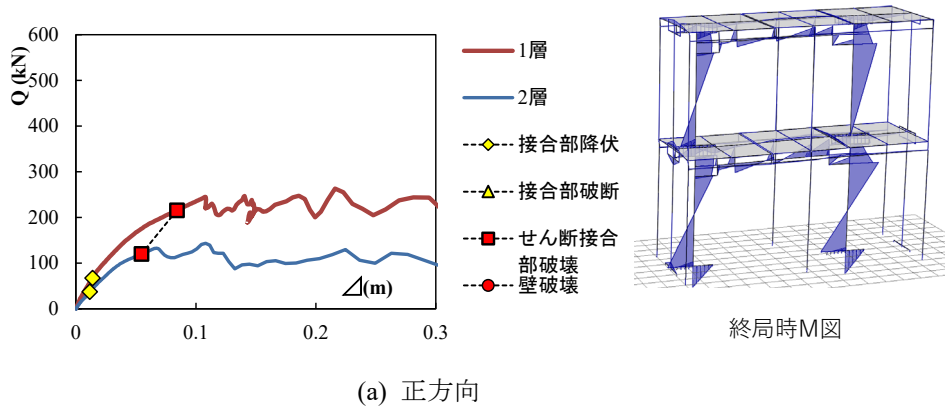 600
500
400
300
200
100
0
Q (kN)
0
0.1
0.2
0.3
⊿(m)
1層
2層
接合部降伏
接合部破断
せん断接合
部破壊
壁破壊
終局時M図
(a) 正方向